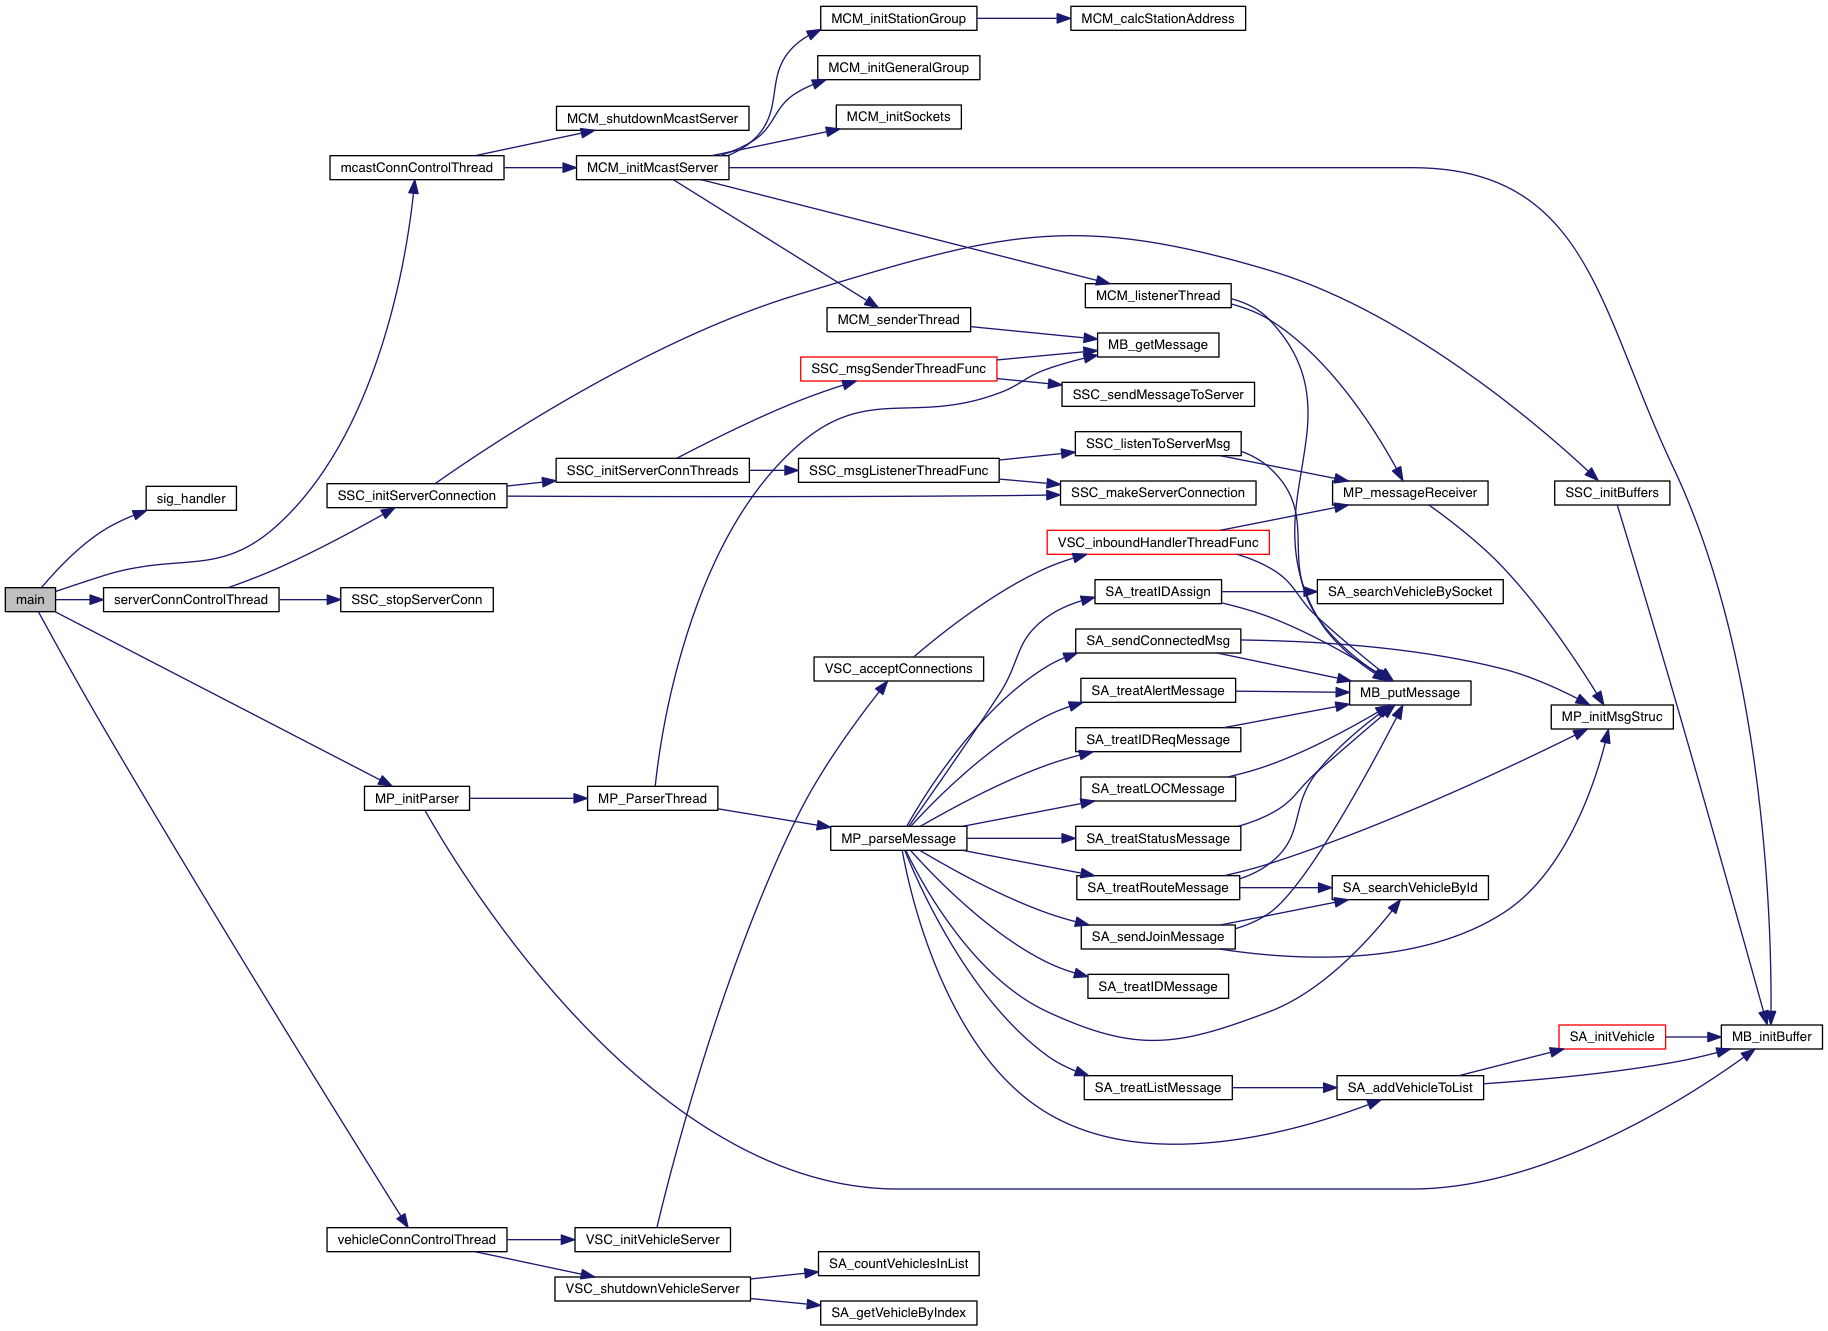 MCM_initStationGroup
MCM_calcStationAddress
MCM_initGeneralGroup
MCM_shutdownMcastServer
MCM_initSockets
mcastConnControlThread
MCM_initMcastServer
MCM_listenerThread
MCM_senderThread
MB_getMessage
SSC_msgSenderThreadFunc
SSC_sendMessageToServer
SSC_listenToServerMsg
SSC_initServerConnThreads
SSC_msgListenerThreadFunc
sig_handler
SSC_initServerConnection
SSC_makeServerConnection
MP_messageReceiver
SSC_initBuffers
VSC_inboundHandlerThreadFunc
main
serverConnControlThread
SSC_stopServerConn
SA_treatIDAssign
SA_searchVehicleBySocket
SA_sendConnectedMsg
VSC_acceptConnections
SA_treatAlertMessage
MB_putMessage
MP_initMsgStruc
SA_treatIDReqMessage
SA_treatLOCMessage
MP_initParser
MP_ParserThread
MP_parseMessage
SA_treatStatusMessage
SA_treatRouteMessage
SA_searchVehicleById
SA_sendJoinMessage
SA_treatIDMessage
SA_initVehicle
MB_initBuffer
SA_treatListMessage
SA_addVehicleToList
vehicleConnControlThread
VSC_initVehicleServer
SA_countVehiclesInList
VSC_shutdownVehicleServer
SA_getVehicleByIndex